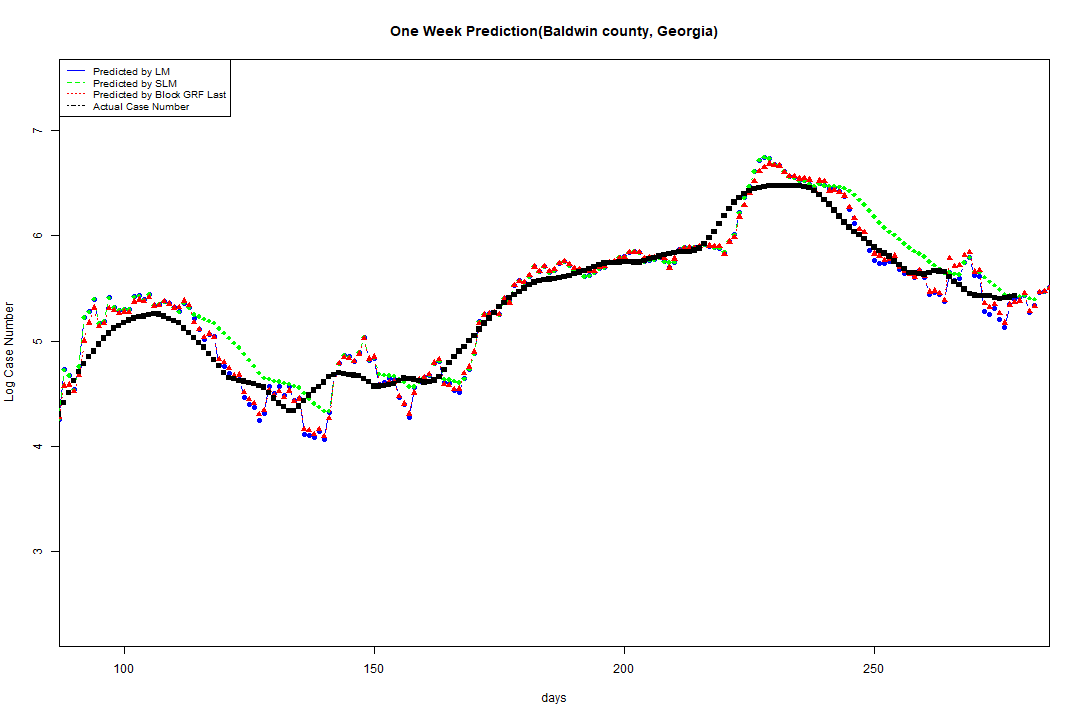 One Week Prediction(Baldwin county, Georgia)
Predicted by LM
Predicted by SLM
Predicted by Block GRF Last
Actual Case Number
7
6
5
4
3
Log Case Number
100 150 200 250
days